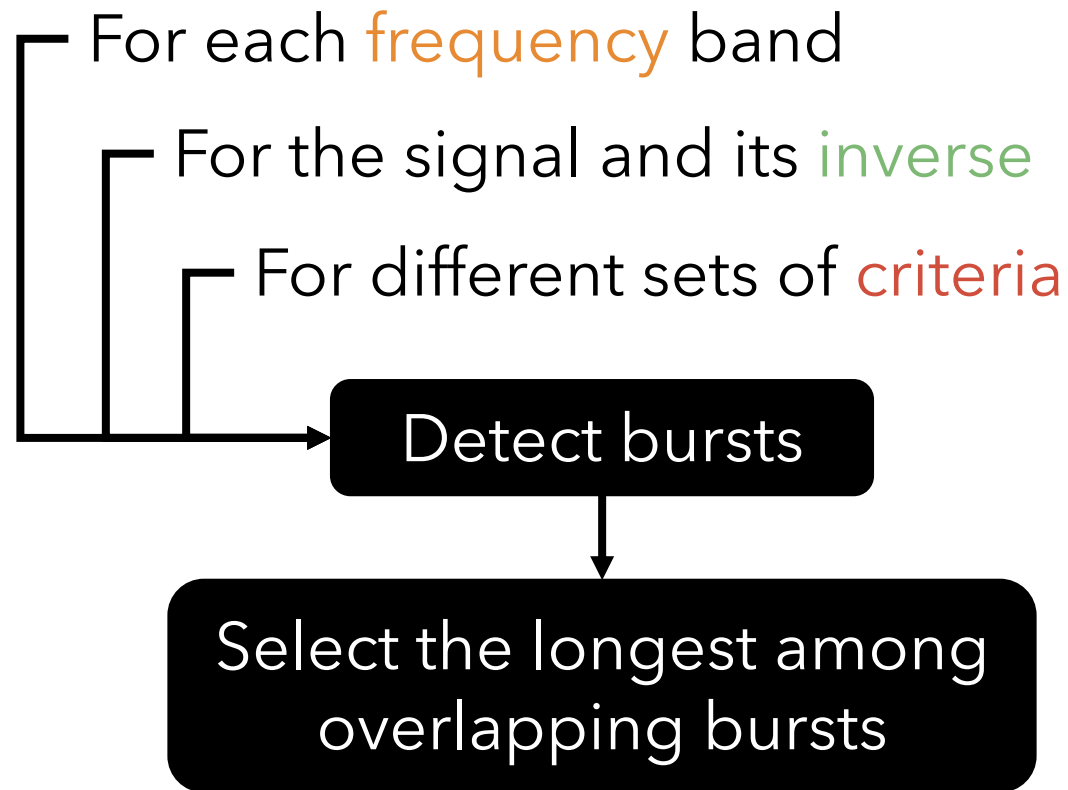 For each frequency band
For the signal and its inverse
For different sets of criteria
Detect bursts
Select the longest among
overlapping bursts